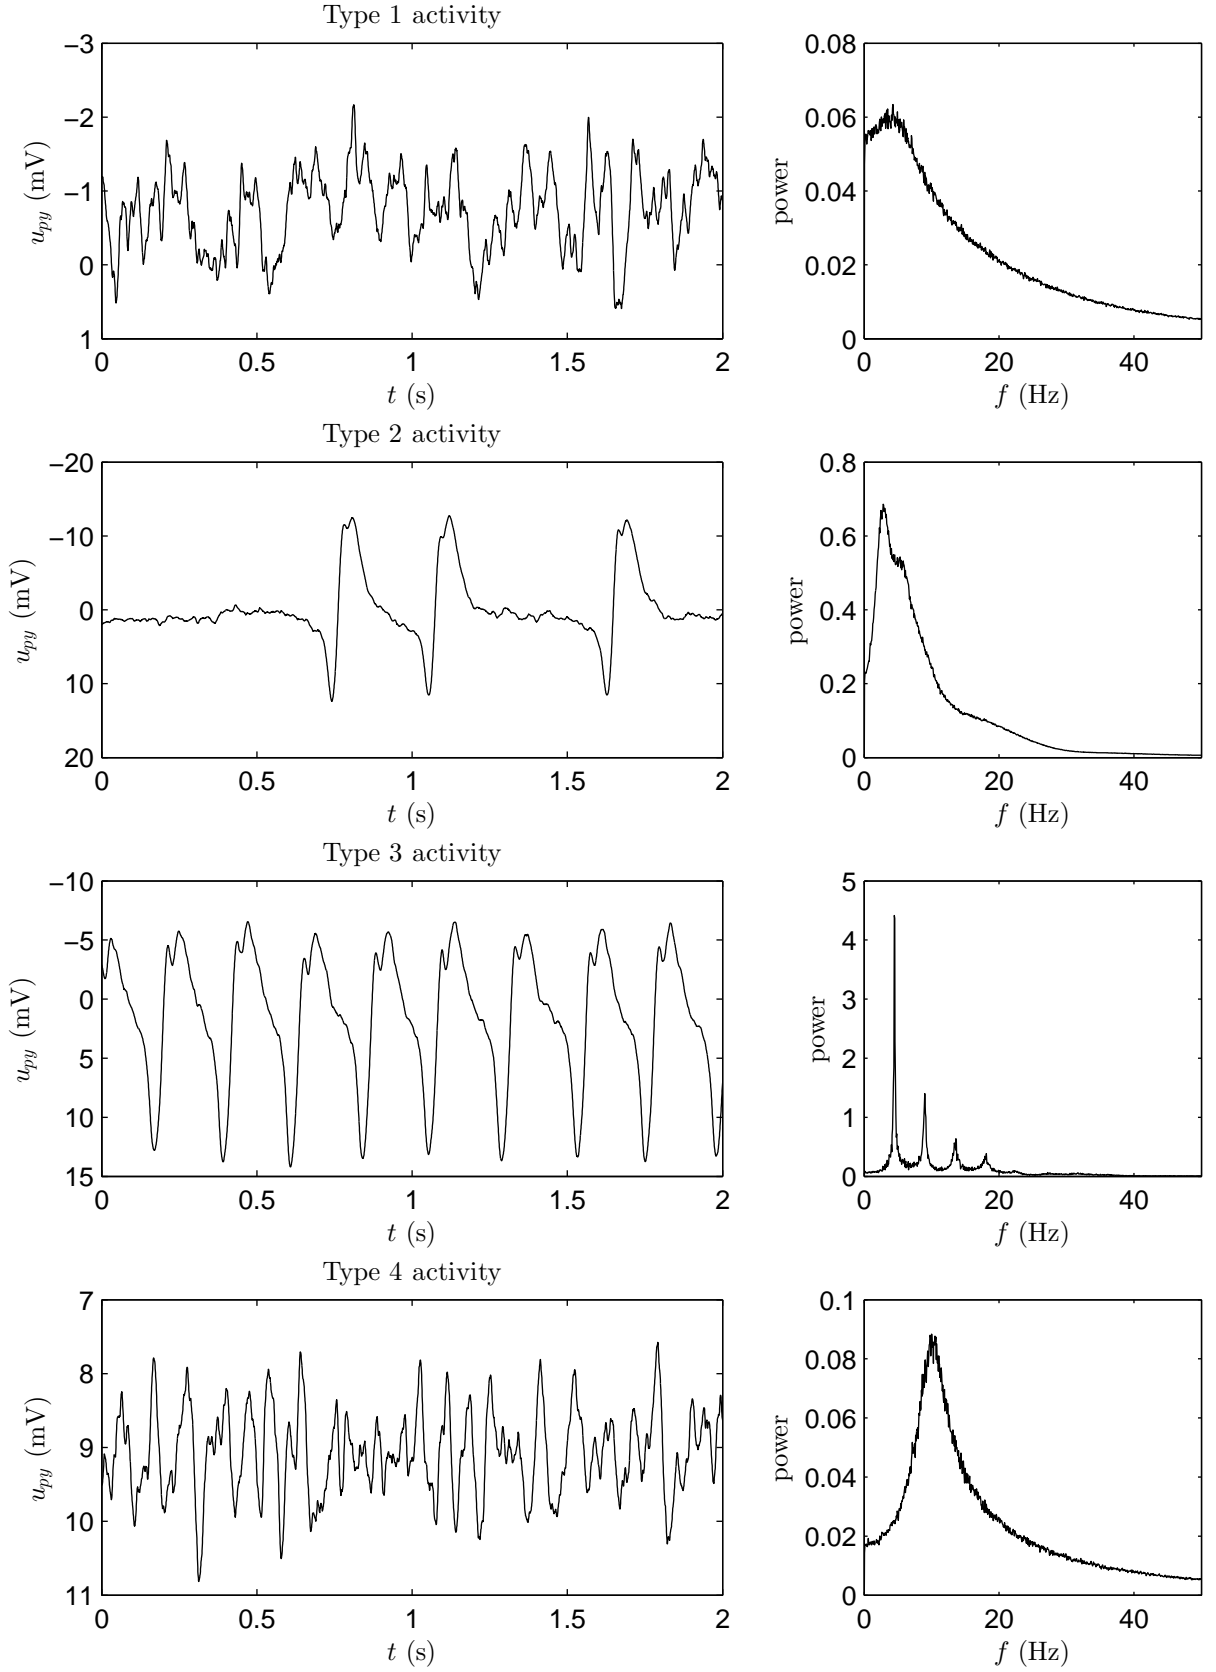 Type 1 activity
−3
−2
−1
0
1
u_py (mV)
0 0.5 1 1.5 2
t (s)
0.08
0.06
0.04
0.02
0
power
0 20 40
f (Hz)
Type 2 activity
−20
−10
0
10
20
u_py (mV)
0 0.5 1 1.5 2
t (s)
0.8
0.6
0.4
0.2
0
power
0 20 40
f (Hz)
Type 3 activity
−10
−5
0
5
10
15
u_py (mV)
0 0.5 1 1.5 2
t (s)
5
4
3
2
1
0
power
0 20 40
f (Hz)
Type 4 activity
7
8
9
10
11
u_py (mV)
0 0.5 1 1.5 2
t (s)
0.1
0.08
0.06
0.04
0.02
0
power
0 20 40
f (Hz)